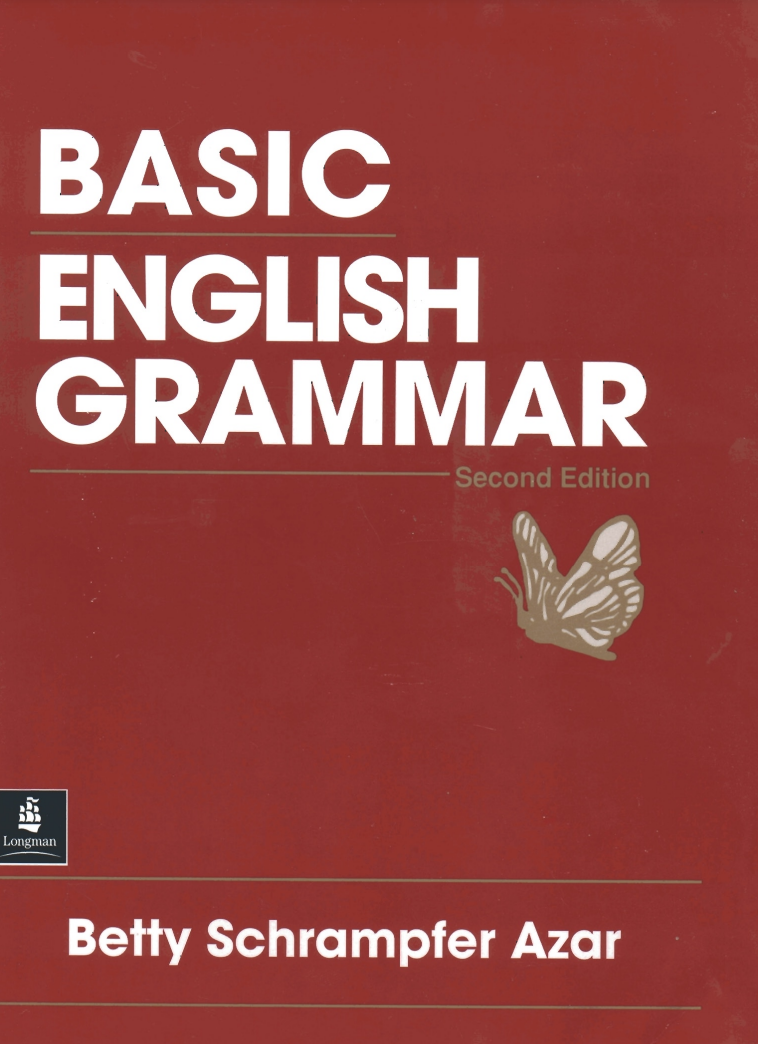 BASIC
ENGLISH
GRAMMAR
Second Edition
Longman
Betty Schrampfer Azar